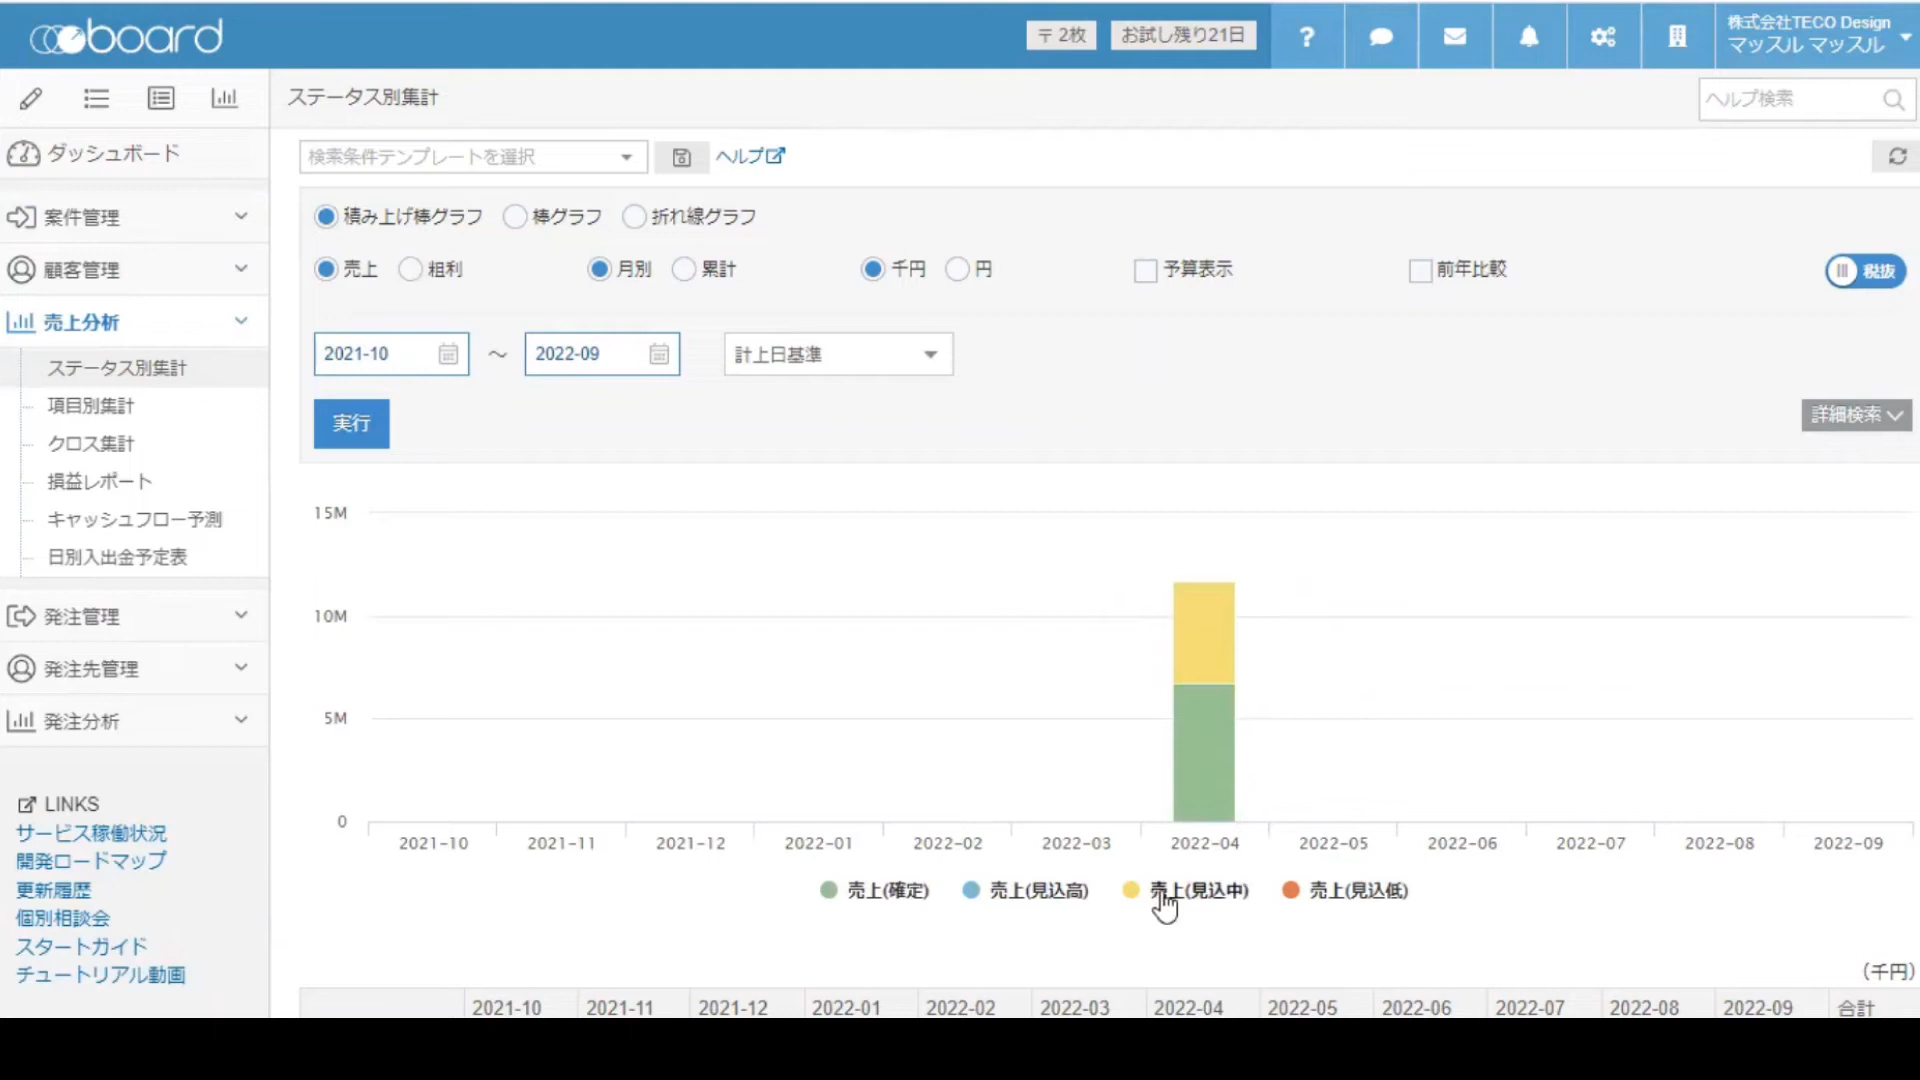 board
〒2枚
お試し残り21日
?
株式会社TECO Design
マッスル マッスル
ステータス別集計
ヘルプ検索
ダッシュボード
案件管理
顧客管理
売上分析
ステータス別集計
項目別集計
クロス集計
損益レポート
キャッシュフロー予測
日別入出金予定表
発注管理
発注先管理
発注分析
LINKS
サービス稼働状況
開発ロードマップ
更新履歴
個別相談会
スタートガイド
チュートリアル動画
検索条件テンプレートを選択
ヘルプ
積み上げ棒グラフ 棒グラフ 折れ線グラフ
売上 粗利 月別 累計 千円 円 予算表示 前年比較 税抜
2021-10 ～ 2022-09 計上日基準
実行
詳細検索
15M
10M
5M
0
2021-10 2021-11 2021-12 2022-01 2022-02 2022-03 2022-04 2022-05 2022-06 2022-07 2022-08 2022-09
売上(確定) 売上(見込高) 売上(見込中) 売上(見込低)
(千円)
2021-10 2021-11 2021-12 2022-01 2022-02 2022-03 2022-04 2022-05 2022-06 2022-07 2022-08 2022-09 合計